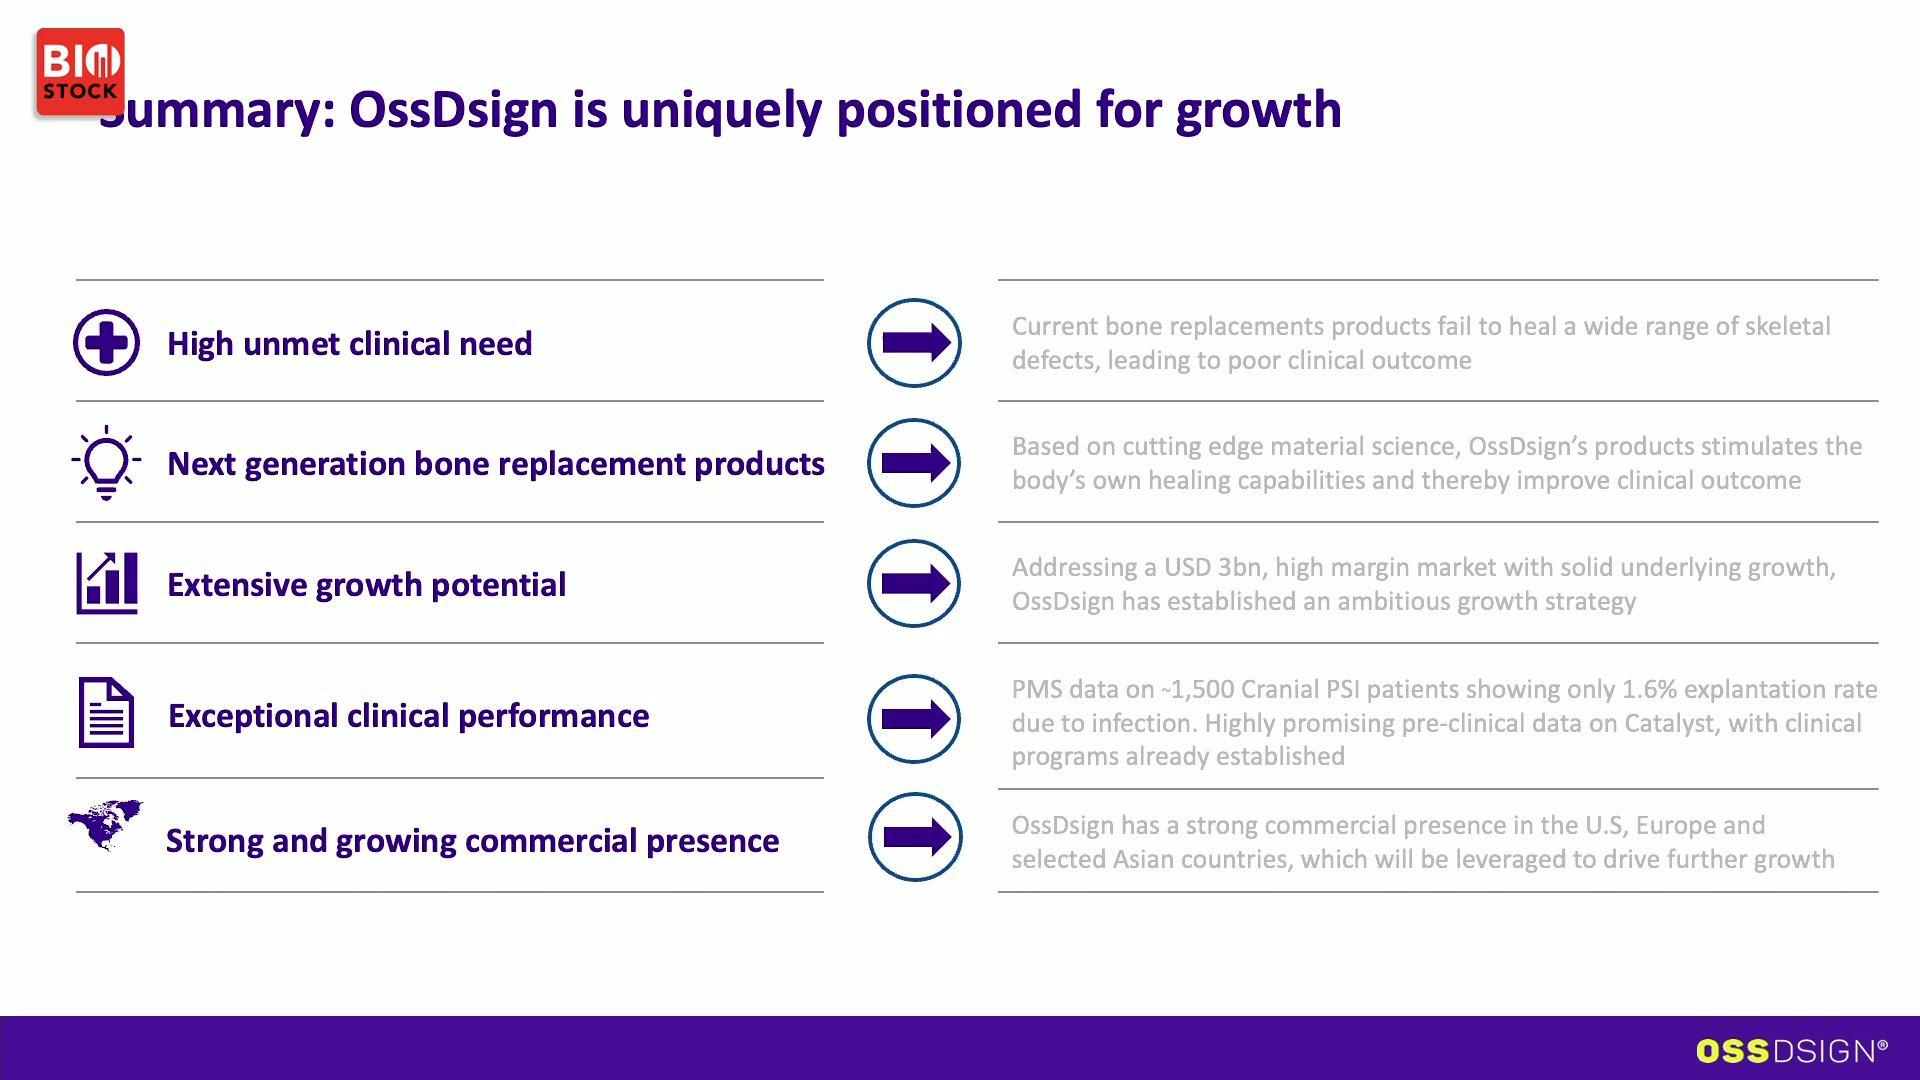 BIO
STOCK
Summary: OssDsign is uniquely positioned for growth
High unmet clinical need
Current bone replacements products fail to heal a wide range of skeletal
defects, leading to poor clinical outcome
Next generation bone replacement products
Based on cutting edge material science, OssDsign’s products stimulates the
body’s own healing capabilities and thereby improve clinical outcome
Extensive growth potential
Addressing a USD 3bn, high margin market with solid underlying growth,
OssDsign has established an ambitious growth strategy
Exceptional clinical performance
PMS data on ~1,500 Cranial PSI patients showing only 1.6% explantation rate
due to infection. Highly promising pre-clinical data on Catalyst, with clinical
programs already established
Strong and growing commercial presence
OssDsign has a strong commercial presence in the U.S, Europe and
selected Asian countries, which will be leveraged to drive further growth
OSSDSIGN®